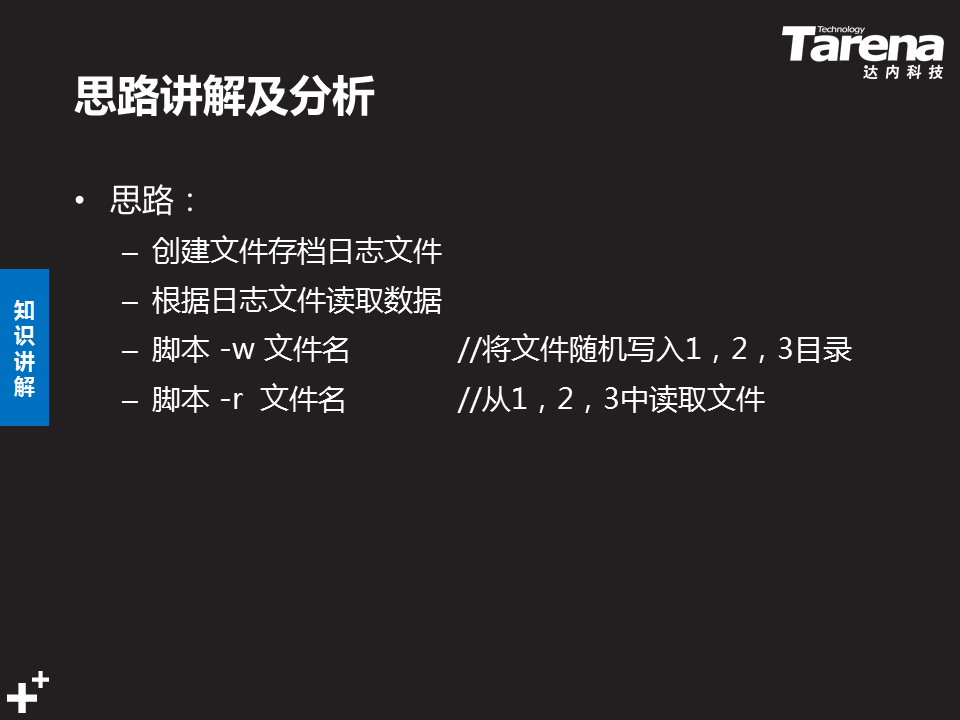 Technology
Tarena
达内科技
思路讲解及分析
• 思路：
– 创建文件存档日志文件
– 根据日志文件读取数据
– 脚本 -w 文件名 //将文件随机写入1，2，3目录
– 脚本 -r 文件名 //从1，2，3中读取文件
知识讲解